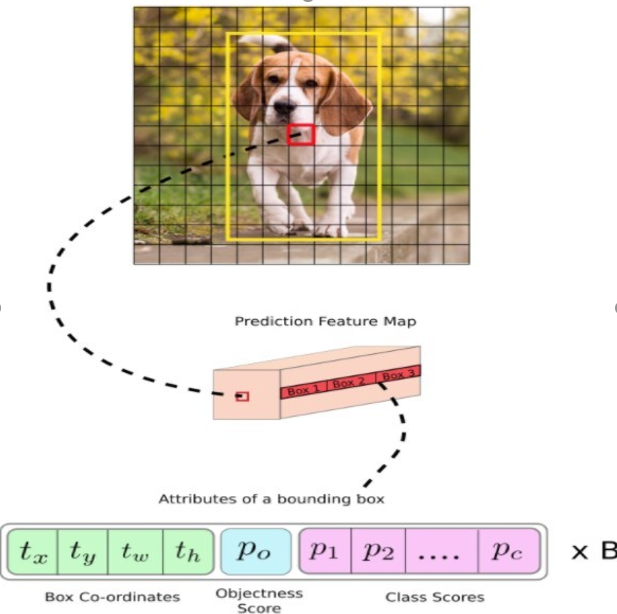 Prediction Feature Map
Box 1 Box 2 Box 3
Attributes of a bounding box
t_x t_y t_w t_h p_o p_1 p_2 .... p_c x B
Box Co-ordinates
Objectness
Score
Class Scores